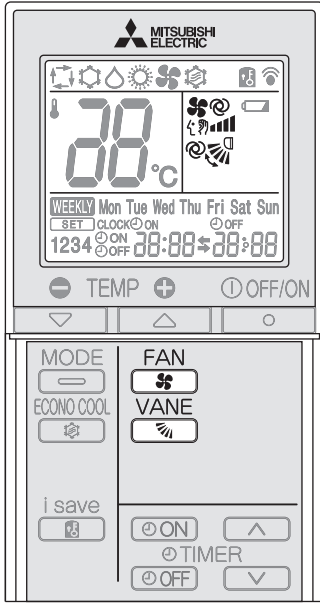 MITSUBISHI
ELECTRIC
88°C
WEEKLY Mon Tue Wed Thu Fri Sat Sun
SET CLOCK ON OFF
1234 ON 88:88 88:88
OFF
TEMP OFF/ON
MODE FAN
ECONO COOL VANE
i save
ON
TIMER
OFF